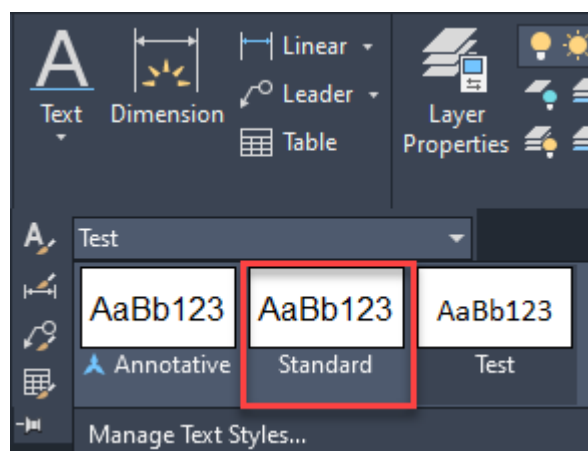 A
Linear
Leader
Text
Dimension
Table
Layer
Properties
A
Test
AaBb123
AaBb123
AaBb123
Annotative
Standard
Test
Manage Text Styles...